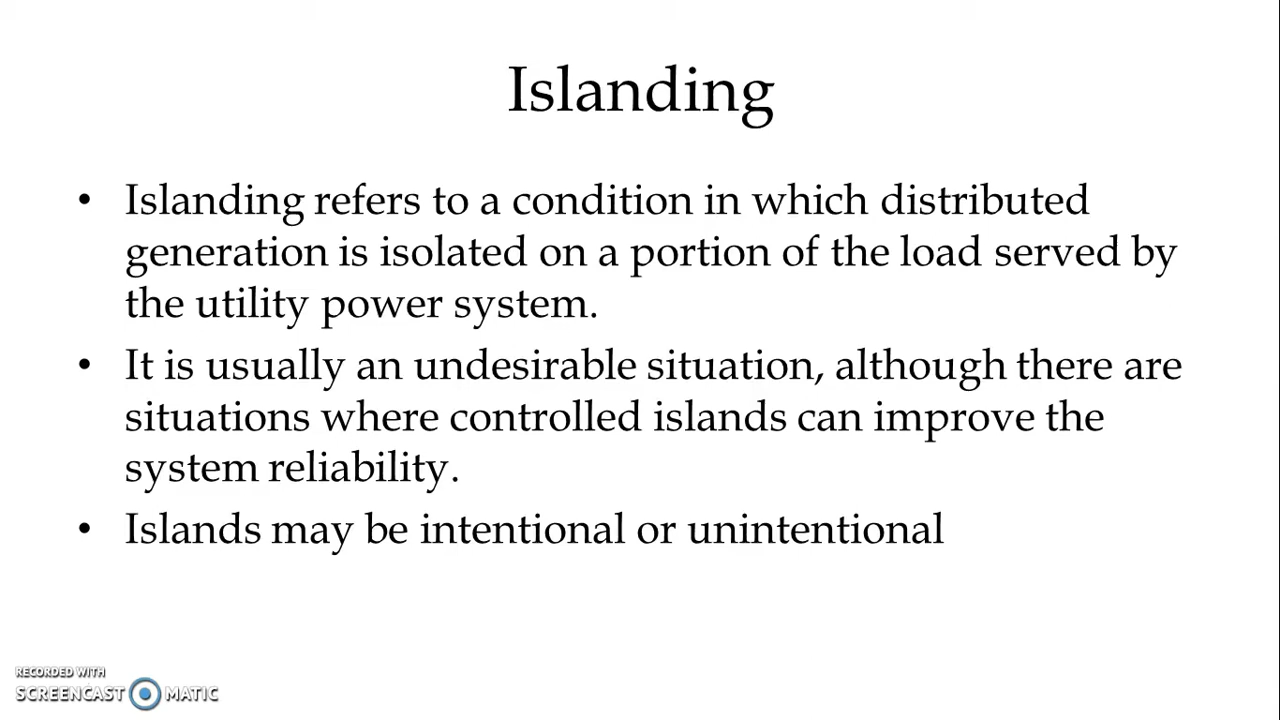 Islanding
• Islanding refers to a condition in which distributed
generation is isolated on a portion of the load served by
the utility power system.
• It is usually an undesirable situation, although there are
situations where controlled islands can improve the
system reliability.
• Islands may be intentional or unintentional
RECORDED WITH
SCREENCAST MATIC